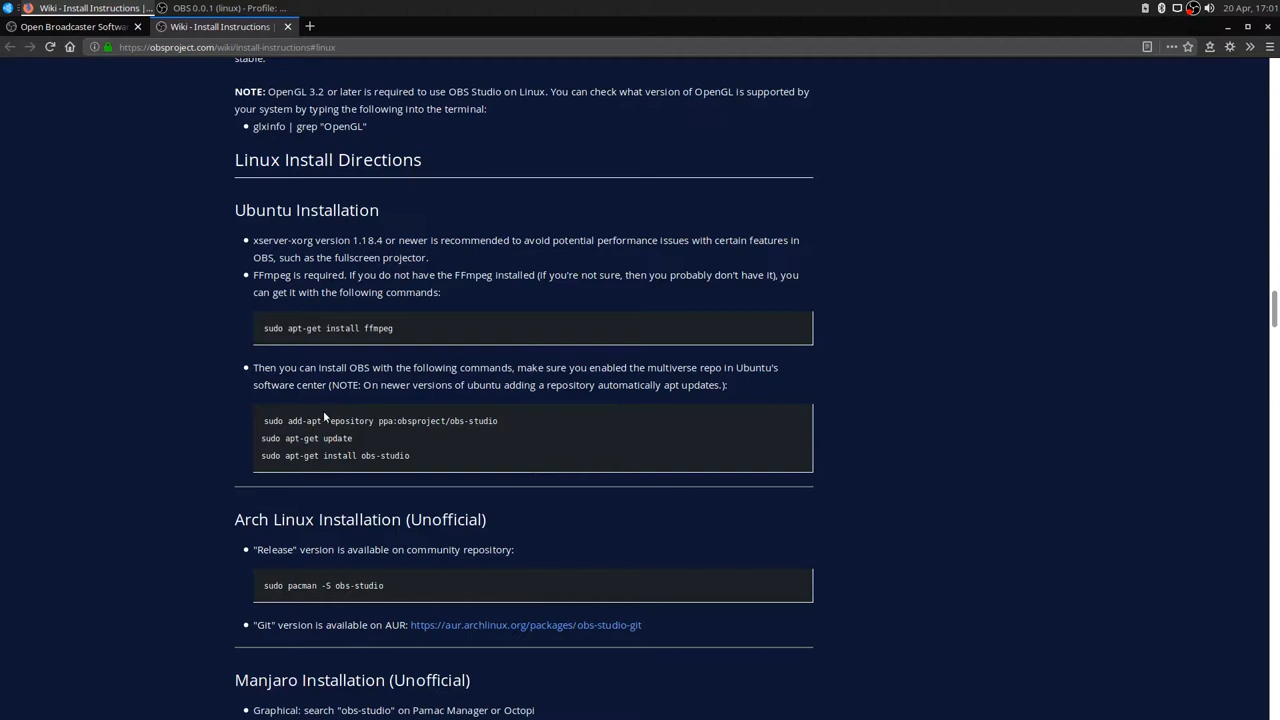 Wiki - Install Instructions |...
OBS 0.0.1 (linux) - Profile: ...
20 Apr, 17:01
Open Broadcaster Softwar
Wiki - Install Instructions |
https://obsproject.com/wiki/install-instructions#linux
stable.
NOTE: OpenGL 3.2 or later is required to use OBS Studio on Linux. You can check what version of OpenGL is supported by
your system by typing the following into the terminal:
glxinfo | grep "OpenGL"
Linux Install Directions
Ubuntu Installation
xserver-xorg version 1.18.4 or newer is recommended to avoid potential performance issues with certain features in
OBS, such as the fullscreen projector.
FFmpeg is required. If you do not have the FFmpeg installed (if you're not sure, then you probably don't have it), you
can get it with the following commands:
sudo apt-get install ffmpeg
Then you can install OBS with the following commands, make sure you enabled the multiverse repo in Ubuntu's
software center (NOTE: On newer versions of ubuntu adding a repository automatically apt updates.):
sudo add-apt-repository ppa:obsproject/obs-studio
sudo apt-get update
sudo apt-get install obs-studio
Arch Linux Installation (Unofficial)
"Release" version is available on community repository:
sudo pacman -S obs-studio
"Git" version is available on AUR: https://aur.archlinux.org/packages/obs-studio-git
Manjaro Installation (Unofficial)
Graphical: search "obs-studio" on Pamac Manager or Octopi